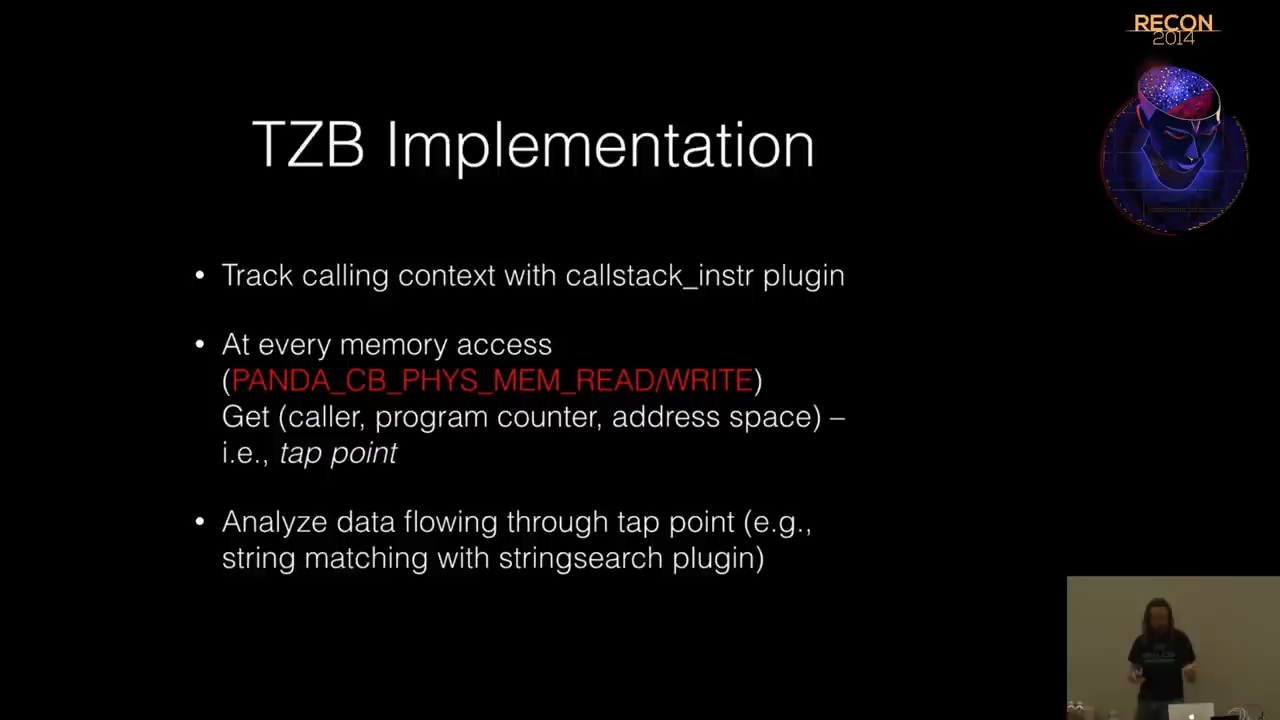 RECON
2014
TZB Implementation
• Track calling context with callstack_instr plugin
• At every memory access
(PANDA_CB_PHYS_MEM_READ/WRITE)
Get (caller, program counter, address space) –
i.e., tap point
• Analyze data flowing through tap point (e.g.,
string matching with stringsearch plugin)